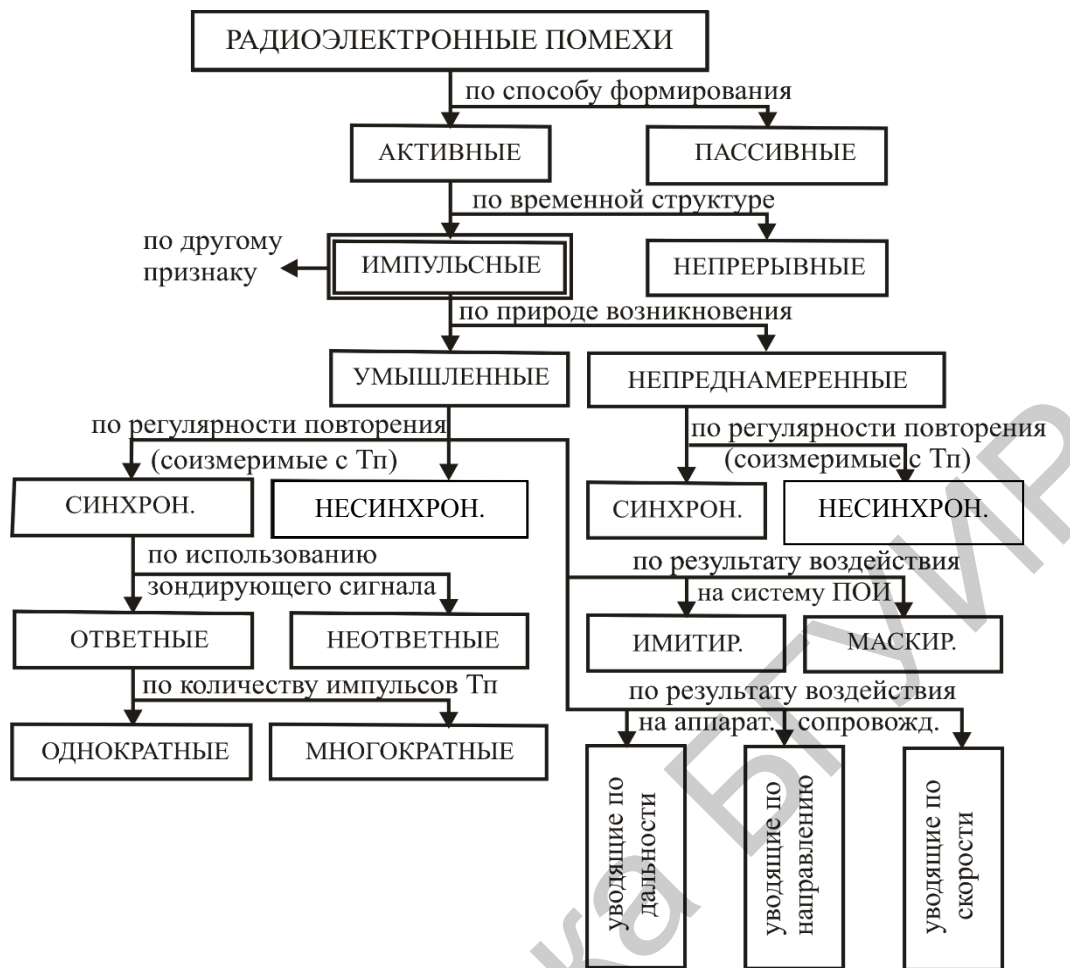 РАДИОЭЛЕКТРОННЫЕ ПОМЕХИ
по способу формирования
АКТИВНЫЕ
ПАССИВНЫЕ
по временной структуре
по другому
признаку
ИМПУЛЬСНЫЕ
НЕПРЕРЫВНЫЕ
по природе возникновения
УМЫШЛЕННЫЕ
НЕПРЕДНАМЕРЕННЫЕ
по регулярности повторения
(соизмеримые с Тп)
по регулярности повторения
(соизмеримые с Тп)
СИНХРОН.
НЕСИНХРОН.
СИНХРОН.
НЕСИНХРОН.
по использованию
зондирующего сигнала
по результату воздействия
на систему ПОИ
ОТВЕТНЫЕ
НЕОТВЕТНЫЕ
ИМИТИР.
МАСКИР.
по количеству импульсов Тп
по результату воздействия
на аппарат. сопровожд.
ОДНОКРАТНЫЕ
МНОГОКРАТНЫЕ
уводящие по
дальности
уводящие по
направлению
уводящие по
скорости
ка БГУИР